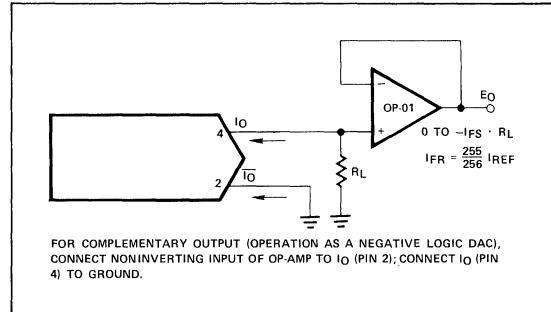 −
OP-01
+
EO
0 TO −IFS · RL
IFR = 255/256 IREF
4
IO
2
IO
RL
FOR COMPLEMENTARY OUTPUT (OPERATION AS A NEGATIVE LOGIC DAC),
CONNECT NONINVERTING INPUT OF OP-AMP TO IO (PIN 2); CONNECT IO (PIN
4) TO GROUND.